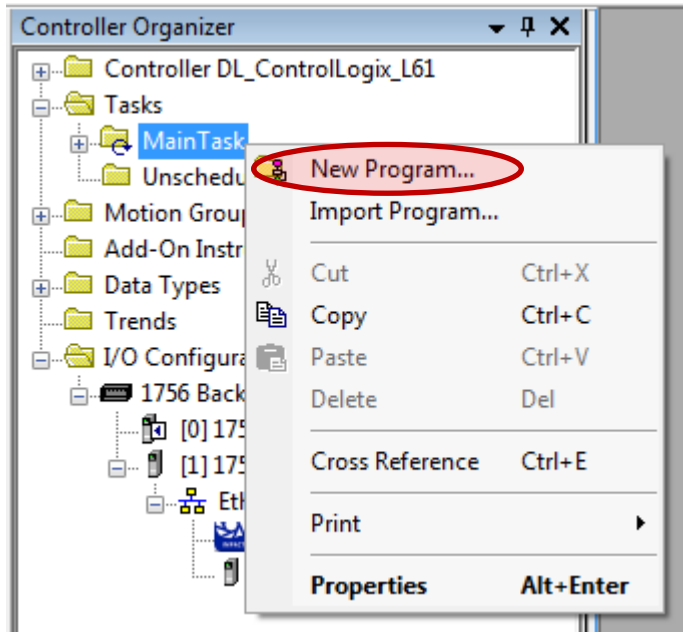 Controller Organizer
Controller DL_ControlLogix_L61
Tasks
MainTask
Unschedu
Motion Group
Add-On Instr
Data Types
Trends
I/O Configura
1756 Back
[0] 175
[1] 175
Eth
New Program...
Import Program...
Cut Ctrl+X
Copy Ctrl+C
Paste Ctrl+V
Delete Del
Cross Reference Ctrl+E
Print
Properties Alt+Enter